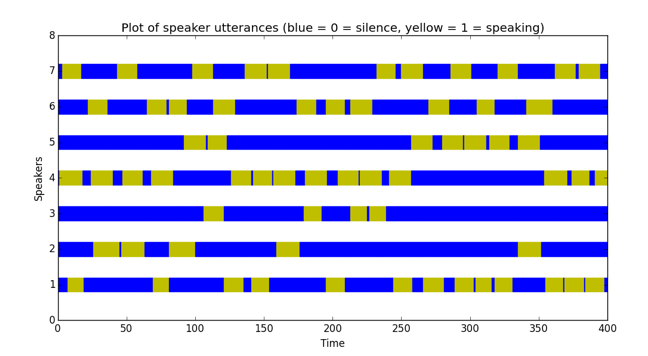 Plot of speaker utterances (blue = 0 = silence, yellow = 1 = speaking)
8
7
6
5
4
3
2
1
0
Speakers
0 50 100 150 200 250 300 350 400
Time